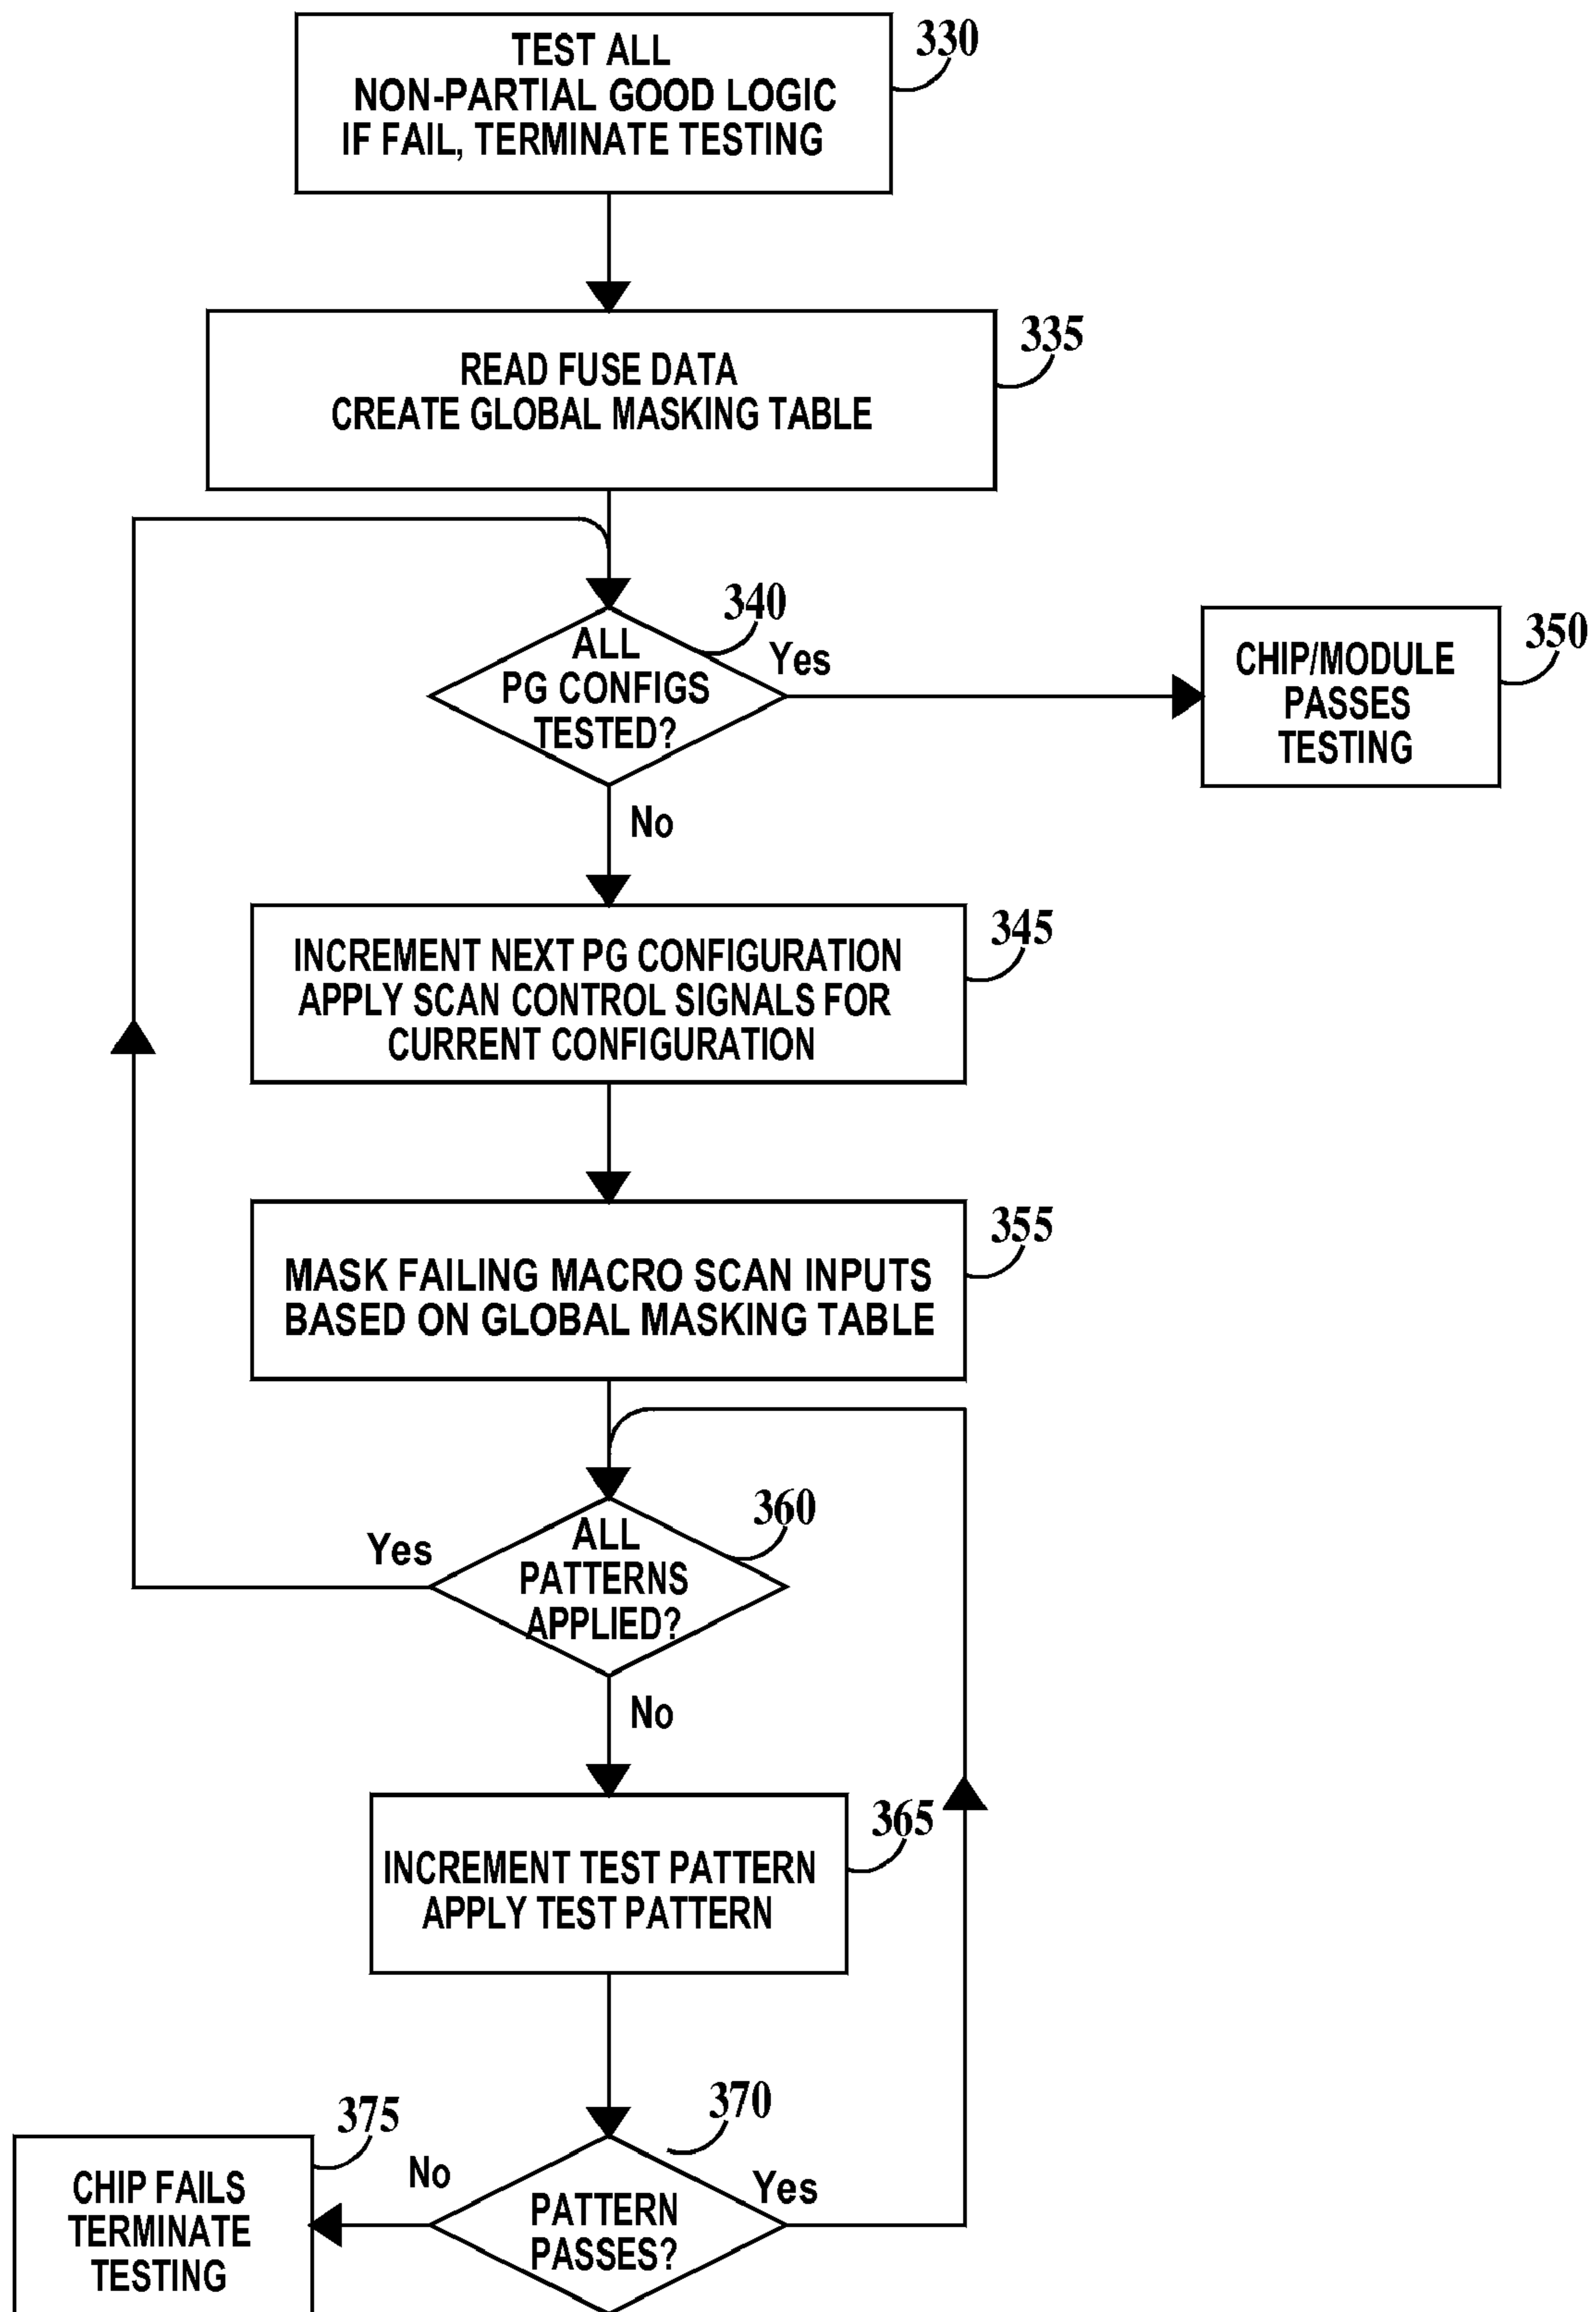 TEST ALL
NON-PARTIAL GOOD LOGIC
IF FAIL, TERMINATE TESTING
330
READ FUSE DATA
CREATE GLOBAL MASKING TABLE
335
ALL
PG CONFIGS
TESTED?
340
Yes
CHIP/MODULE
PASSES
TESTING
350
No
INCREMENT NEXT PG CONFIGURATION
APPLY SCAN CONTROL SIGNALS FOR
CURRENT CONFIGURATION
345
MASK FAILING MACRO SCAN INPUTS
BASED ON GLOBAL MASKING TABLE
355
ALL
PATTERNS
APPLIED?
360
Yes
No
INCREMENT TEST PATTERN
APPLY TEST PATTERN
365
PATTERN
PASSES?
370
Yes
No
CHIP FAILS
TERMINATE
TESTING
375